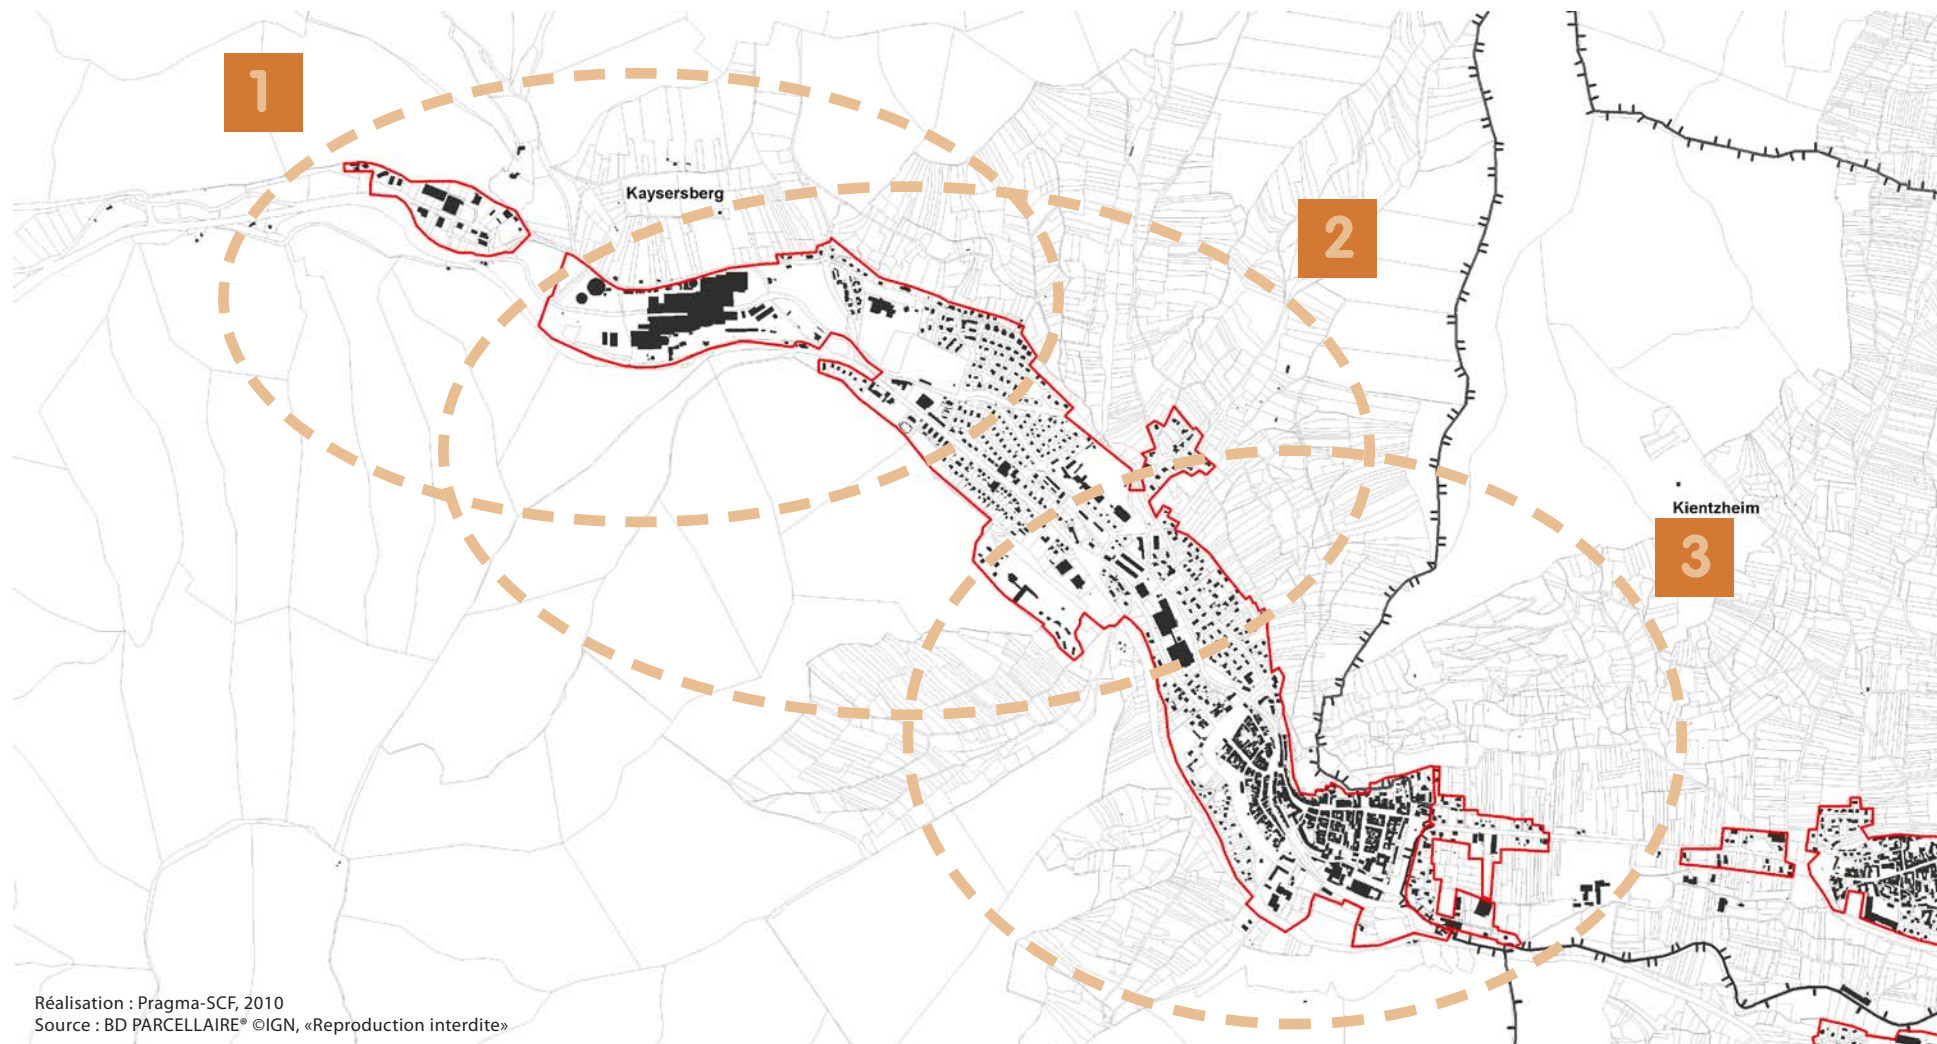 1
Kaysersberg
2
Kientzheim
3
Réalisation : Pragma-SCF, 2010
Source : BD PARCELLAIRE® ©IGN, «Reproduction interdite»